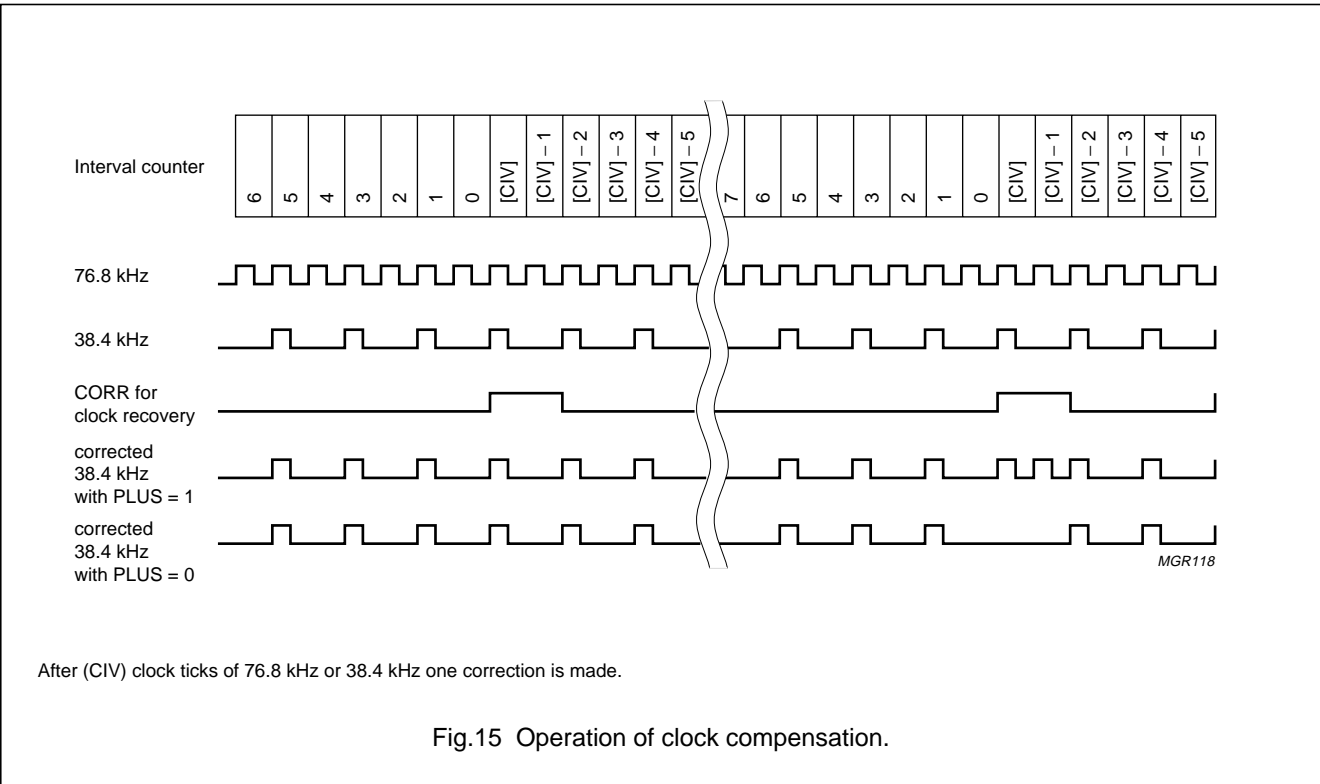 Interval counter
6 5 4 3 2 1 0 [CIV] [CIV] – 1 [CIV] – 2 [CIV] – 3 [CIV] – 4 [CIV] – 5 7 6 5 4 3 2 1 0 [CIV] [CIV] – 1 [CIV] – 2 [CIV] – 3 [CIV] – 4 [CIV] – 5
76.8 kHz
38.4 kHz
CORR for
clock recovery
corrected
38.4 kHz
with PLUS = 1
corrected
38.4 kHz
with PLUS = 0
MGR118
After (CIV) clock ticks of 76.8 kHz or 38.4 kHz one correction is made.
Fig.15 Operation of clock compensation.